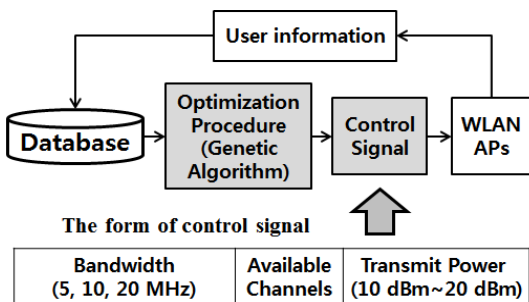 User information
Database
Optimization
Procedure
(Genetic
Algorithm)
Control
Signal
WLAN
APs
The form of control signal
Bandwidth
(5, 10, 20 MHz)
Available
Channels
Transmit Power
(10 dBm~20 dBm)